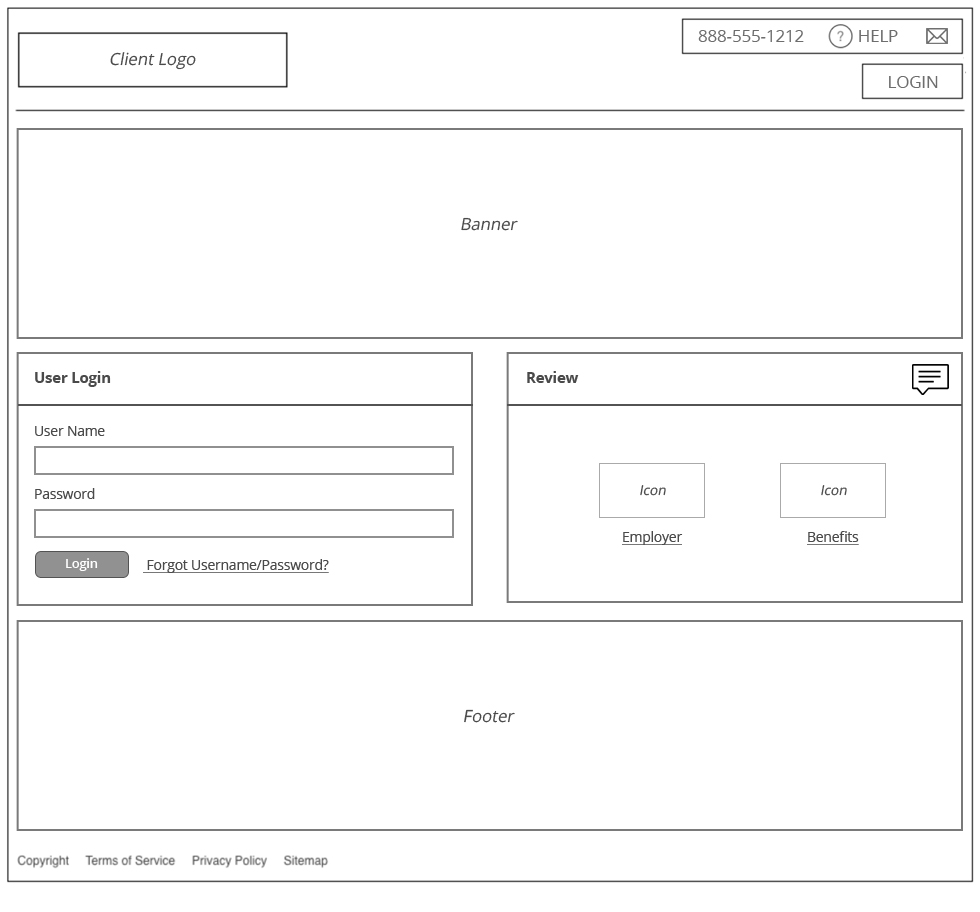 Client Logo
888-555-1212 ? HELP
LOGIN
Banner
User Login
User Name
Password
Login Forgot Username/Password?
Review
Icon Icon
Employer Benefits
Footer
Copyright Terms of Service Privacy Policy Sitemap